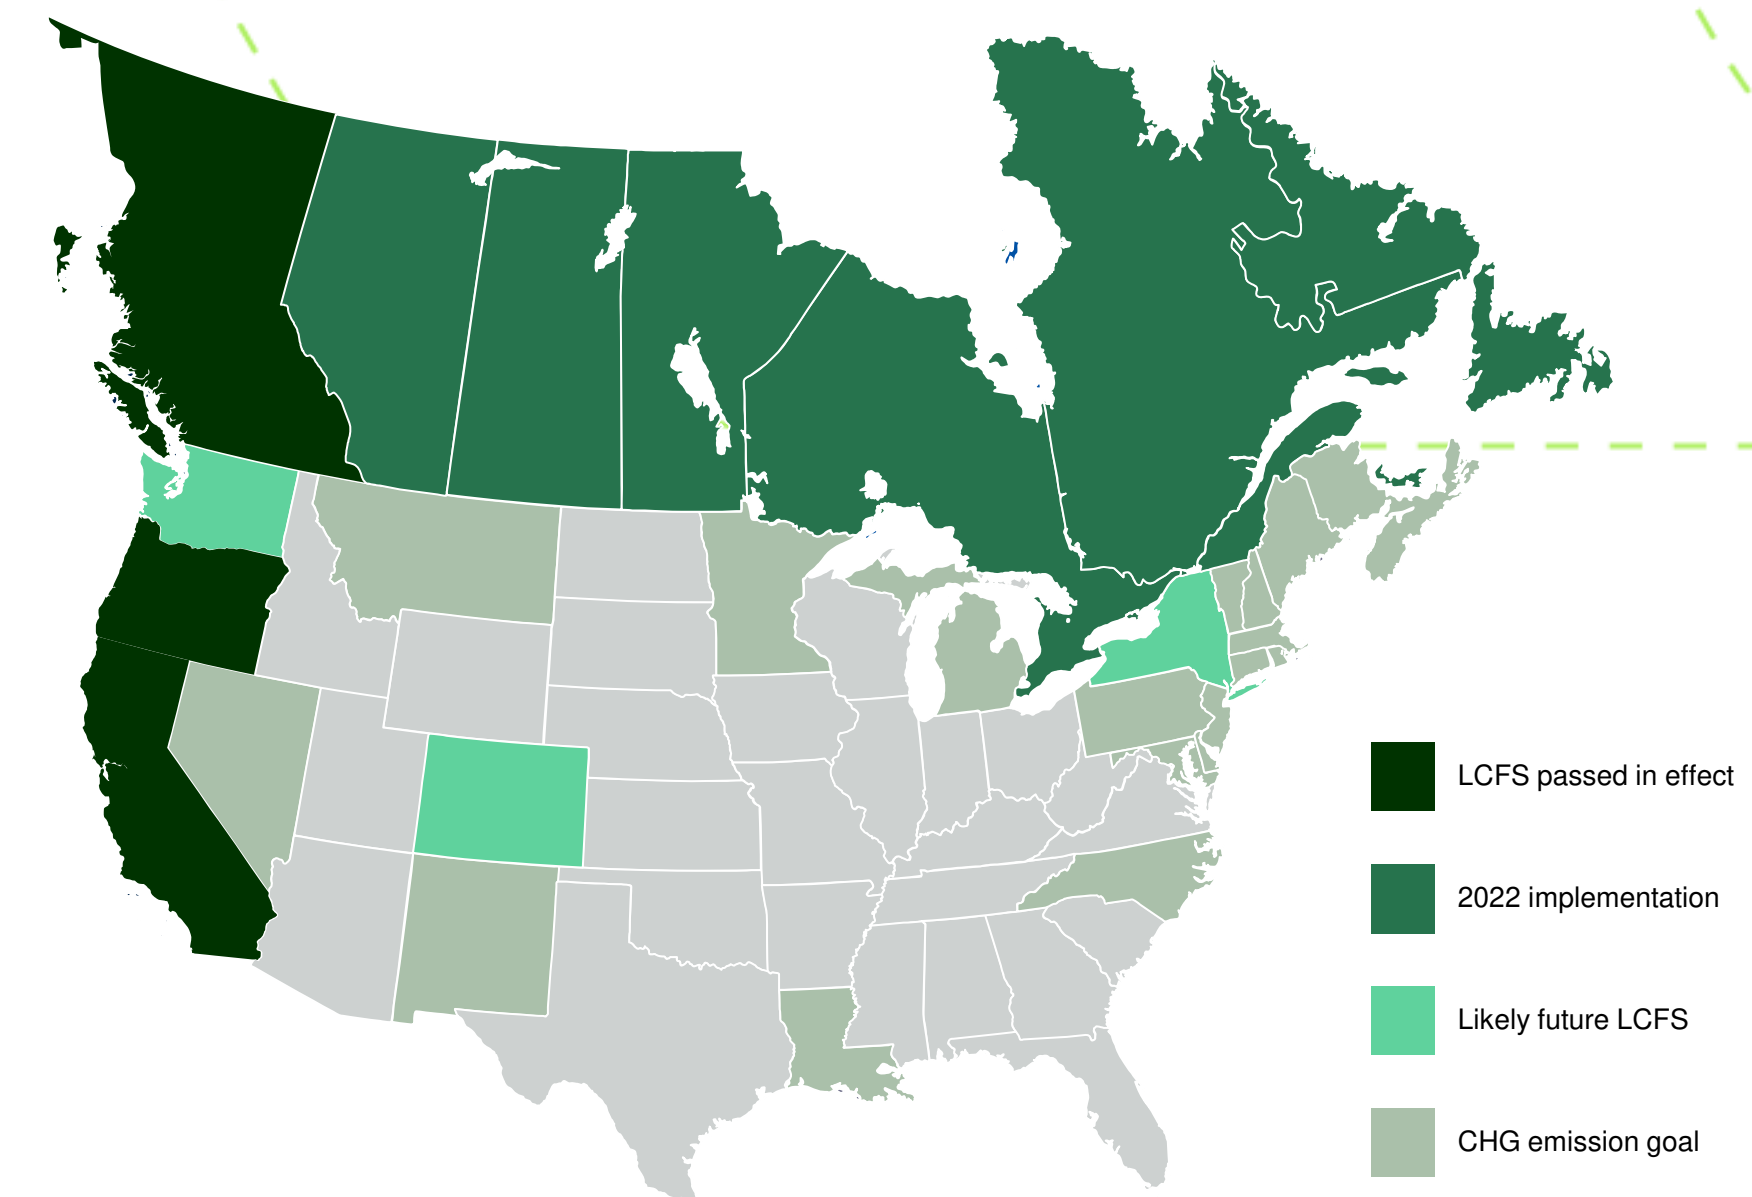 LCFS passed in effect
2022 implementation
Likely future LCFS
CHG emission goal